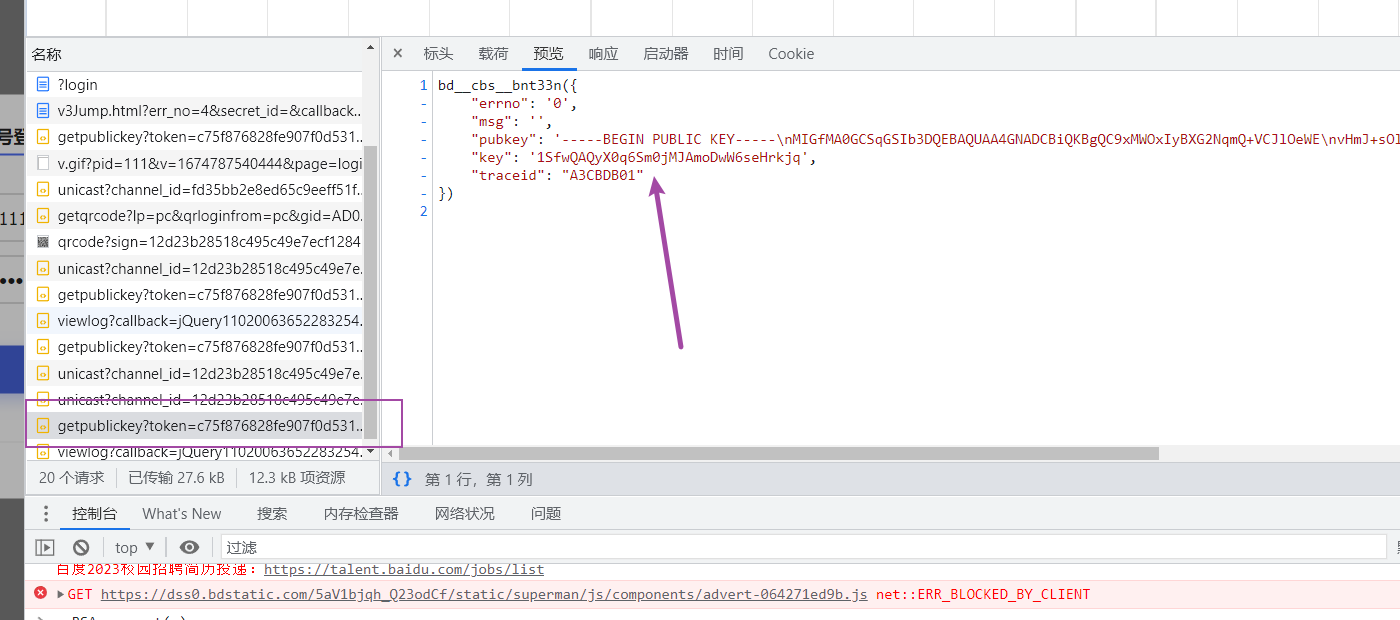 名称
?login
v3Jump.html?err_no=4&secret_id=&callback...
getpublickey?token=c75f876828fe907f0d531...
v.gif?pid=111&v=1674787540444&page=logi
unicast?channel_id=fd35bb2e8ed65c9eeff51f...
getqrcode?lp=pc&qrloginfrom=pc&gid=AD0...
qrcode?sign=12d23b28518c495c49e7ecf1284
unicast?channel_id=12d23b28518c495c49e7e...
getpublickey?token=c75f876828fe907f0d531...
viewlog?callback=jQuery11020063652283254...
getpublickey?token=c75f876828fe907f0d531...
unicast?channel_id=12d23b28518c495c49e7e...
unicast?channel_id=12d23b28518c495c49e7e...
getpublickey?token=c75f876828fe907f0d531...
viewlog?callback=jQuery11020063652283254...
20 个请求 已传输 27.6 kB 12.3 kB 项资源
号登
111
× 标头 载荷 预览 响应 启动器 时间 Cookie
1 bd__cbs__bnt33n({
- "errno": '0',
- "msg": '',
- "pubkey": '-----BEGIN PUBLIC KEY-----\nMIGfMA0GCSqGSIb3DQEBAQUAA4GNADCBiQKBgQC9xMWOxIyBXG2NqmQ+VCJlOeWE\nvHmJ+sOl
- "key": '1SfwQAQyX0q6Sm0jMJAmoDwW6seHrkjq',
- "traceid": "A3CBDB01"
- })
2
{} 第 1 行，第 1 列
控制台 What's New 搜索 内存检查器 网络状况 问题
top ▼ 过滤
百度2023校园招聘简历投递：https://talent.baidu.com/jobs/list
GET https://dss0.bdstatic.com/5aV1bjqh_Q23odCf/static/superman/js/components/advert-064271ed9b.js net::ERR_BLOCKED_BY_CLIENT